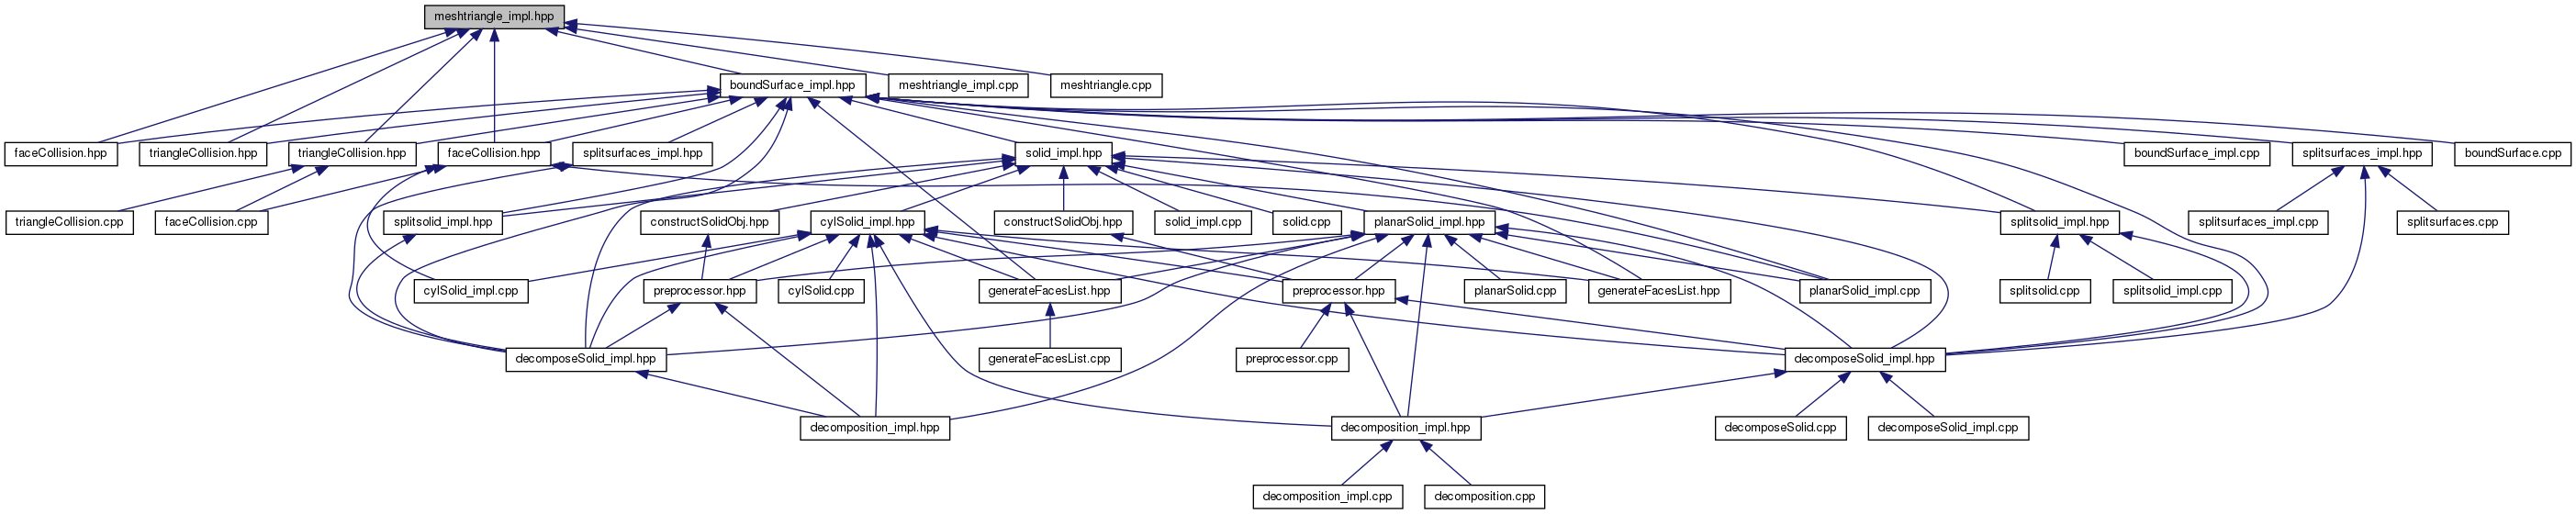 meshtriangle_impl.hpp
boundSurface_impl.hpp
meshtriangle_impl.cpp
meshtriangle.cpp
faceCollision.hpp
triangleCollision.hpp
triangleCollision.hpp
faceCollision.hpp
splitsurfaces_impl.hpp
solid_impl.hpp
boundSurface_impl.cpp
splitsurfaces_impl.hpp
boundSurface.cpp
triangleCollision.cpp
faceCollision.cpp
splitsolid_impl.hpp
constructSolidObj.hpp
cylSolid_impl.hpp
constructSolidObj.hpp
solid_impl.cpp
solid.cpp
planarSolid_impl.hpp
splitsolid_impl.hpp
splitsurfaces_impl.cpp
splitsurfaces.cpp
cylSolid_impl.cpp
preprocessor.hpp
cylSolid.cpp
generateFacesList.hpp
preprocessor.hpp
planarSolid.cpp
generateFacesList.hpp
planarSolid_impl.cpp
splitsolid.cpp
splitsolid_impl.cpp
decomposeSolid_impl.hpp
generateFacesList.cpp
preprocessor.cpp
decomposeSolid_impl.hpp
decomposition_impl.hpp
decomposition_impl.hpp
decomposeSolid.cpp
decomposeSolid_impl.cpp
decomposition_impl.cpp
decomposition.cpp